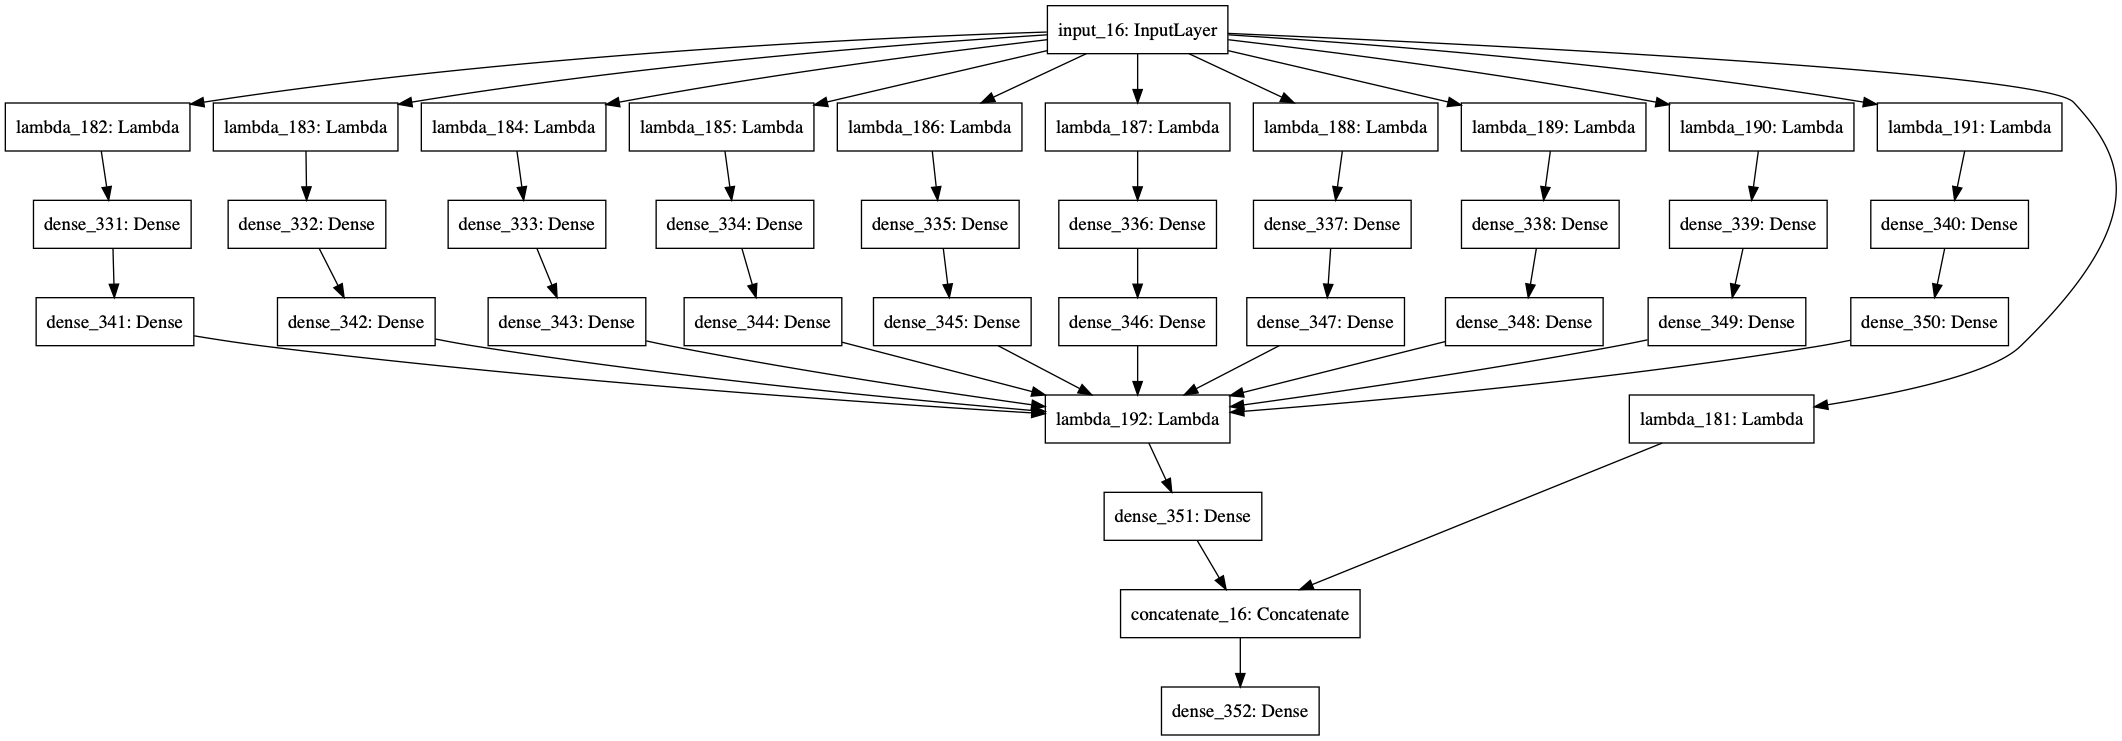 input_16: InputLayer
lambda_182: Lambda
lambda_183: Lambda
lambda_184: Lambda
lambda_185: Lambda
lambda_186: Lambda
lambda_187: Lambda
lambda_188: Lambda
lambda_189: Lambda
lambda_190: Lambda
lambda_191: Lambda
dense_331: Dense
dense_332: Dense
dense_333: Dense
dense_334: Dense
dense_335: Dense
dense_336: Dense
dense_337: Dense
dense_338: Dense
dense_339: Dense
dense_340: Dense
dense_341: Dense
dense_342: Dense
dense_343: Dense
dense_344: Dense
dense_345: Dense
dense_346: Dense
dense_347: Dense
dense_348: Dense
dense_349: Dense
dense_350: Dense
lambda_192: Lambda
lambda_181: Lambda
dense_351: Dense
concatenate_16: Concatenate
dense_352: Dense